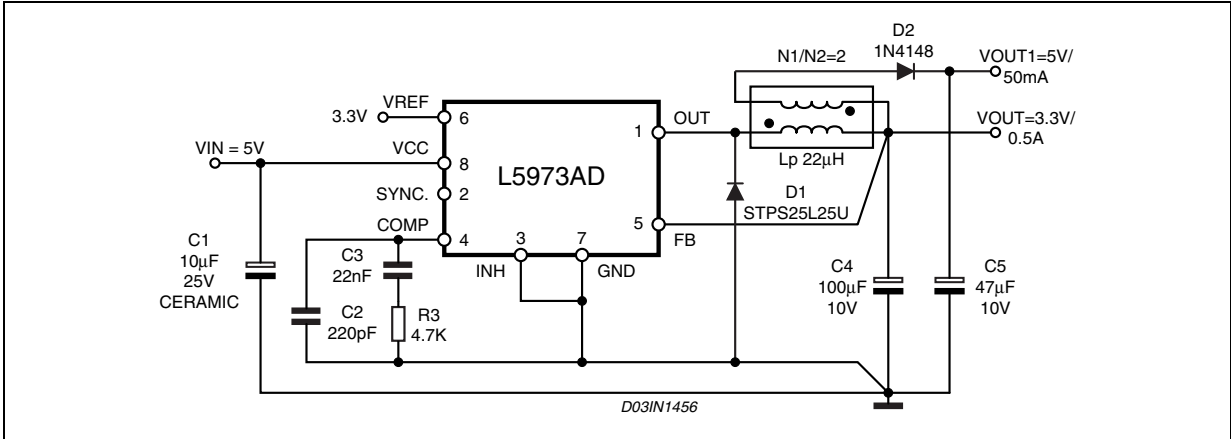 D2
1N4148
N1/N2=2
VOUT1=5V/
50mA
VREF
3.3V
6
OUT
1
VOUT=3.3V/
0.5A
Lp 22μH
VIN = 5V
VCC
8
L5973AD
SYNC.
2
D1
STPS25L25U
COMP
4
5
FB
3
7
INH
GND
C1
10μF
25V
CERAMIC
C3
22nF
C2
220pF
R3
4.7K
C4
100μF
10V
C5
47μF
10V
D03IN1456